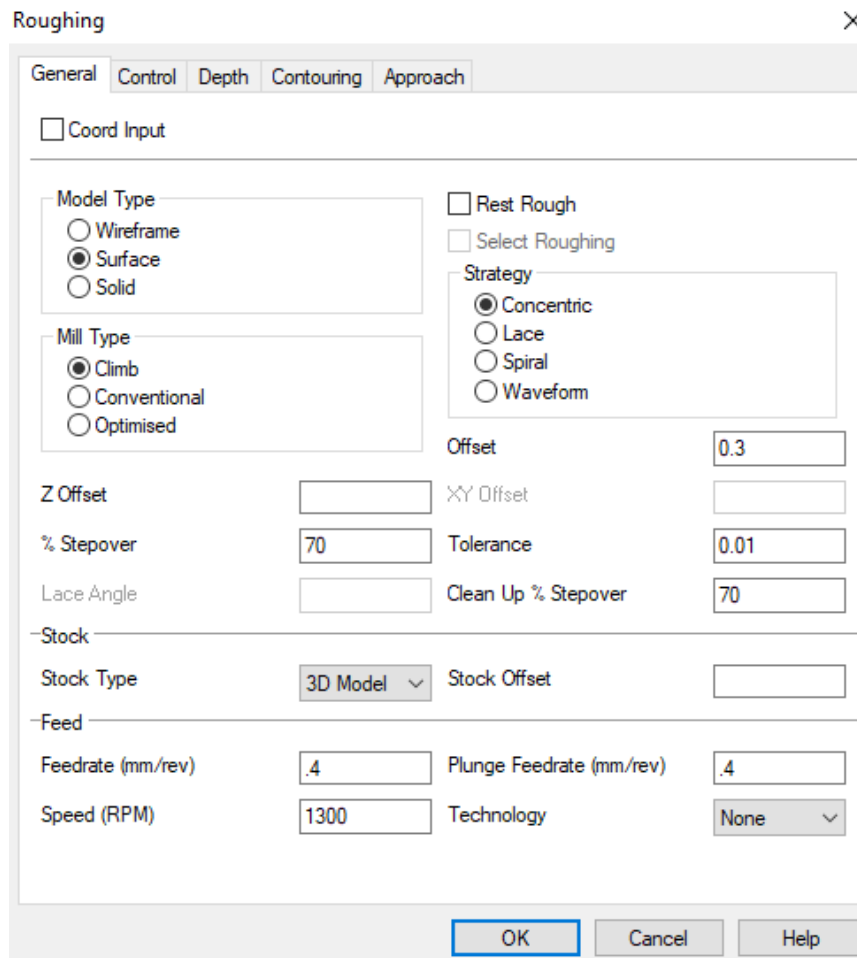 Roughing
General Control Depth Contouring Approach
Coord Input
Model Type
Wireframe
Surface
Solid
Mill Type
Climb
Conventional
Optimised
Rest Rough
Select Roughing
Strategy
Concentric
Lace
Spiral
Waveform
Offset 0.3
Z Offset XY Offset
% Stepover 70 Tolerance 0.01
Lace Angle Clean Up % Stepover 70
Stock
Stock Type 3D Model Stock Offset
Feed
Feedrate (mm/rev) .4 Plunge Feedrate (mm/rev) .4
Speed (RPM) 1300 Technology None
OK Cancel Help